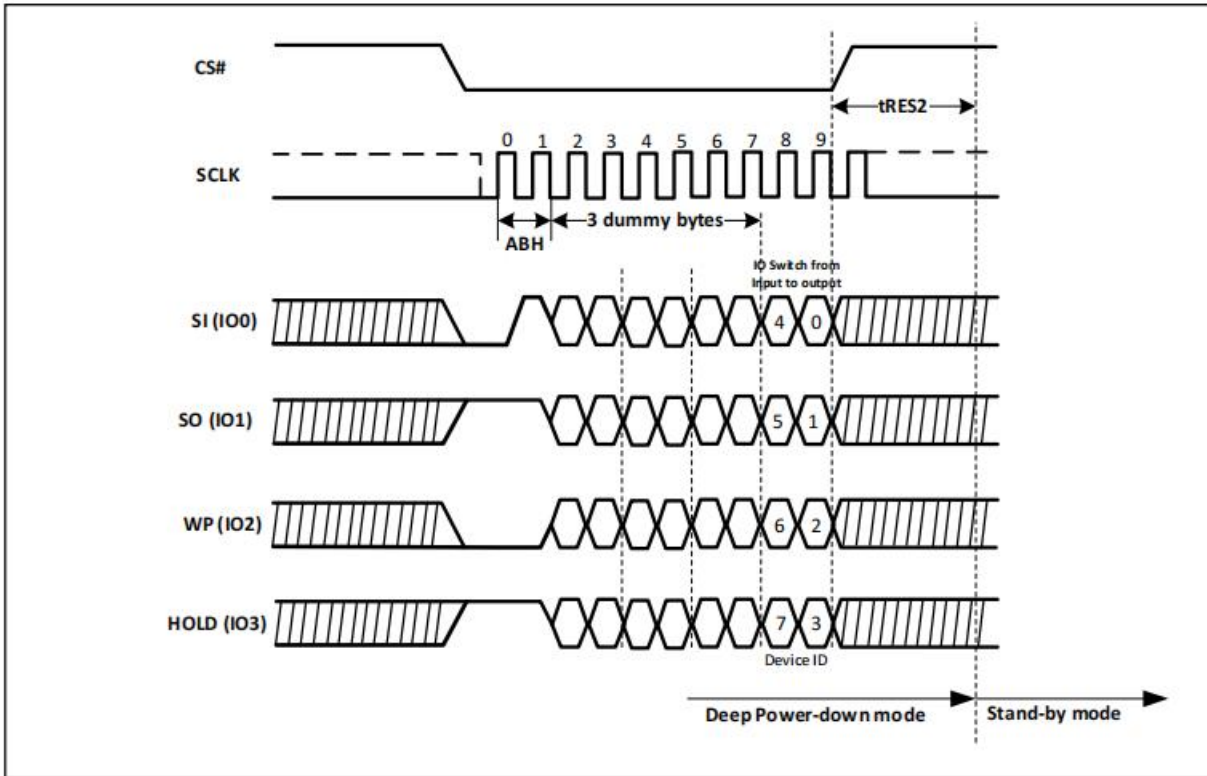 CS#
tRES2
0 1 2 3 4 5 6 7 8 9
SCLK
3 dummy bytes
ABH
IO Switch from
Input to output
SI (IO0)
4 0
SO (IO1)
5 1
WP (IO2)
6 2
HOLD (IO3)
7 3
Device ID
Deep Power-down mode
Stand-by mode